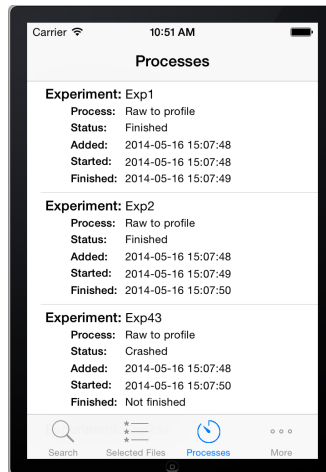 Carrier 10:51 AM
Processes
Experiment: Exp1
Process: Raw to profile
Status: Finished
Added: 2014-05-16 15:07:48
Started: 2014-05-16 15:07:48
Finished: 2014-05-16 15:07:49
Experiment: Exp2
Process: Raw to profile
Status: Finished
Added: 2014-05-16 15:07:48
Started: 2014-05-16 15:07:49
Finished: 2014-05-16 15:07:50
Experiment: Exp43
Process: Raw to profile
Status: Crashed
Added: 2014-05-16 15:07:48
Started: 2014-05-16 15:07:50
Finished: Not finished
Search Selected Files Processes More